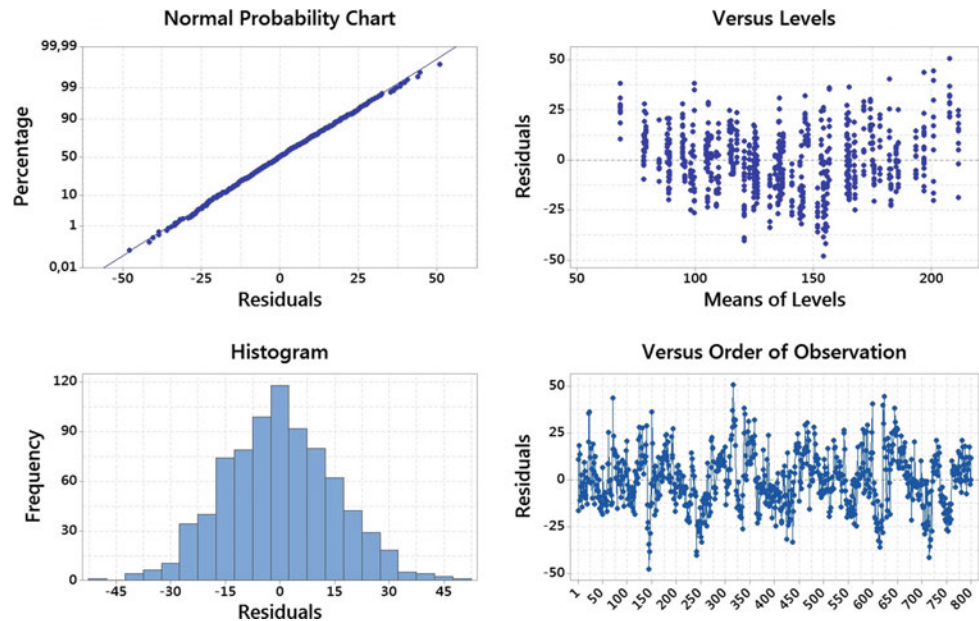 Normal Probability Chart
99,99
99
90
50
10
1
0,01
Percentage
-50 -25 0 25 50
Residuals
Versus Levels
50
25
0
-25
-50
Residuals
50 100 150 200
Means of Levels
Histogram
120
90
60
30
0
Frequency
-45 -30 -15 0 15 30 45
Residuals
Versus Order of Observation
50
25
0
-25
-50
Residuals
1 50 100 150 200 250 300 350 400 450 500 550 600 650 700 750 800